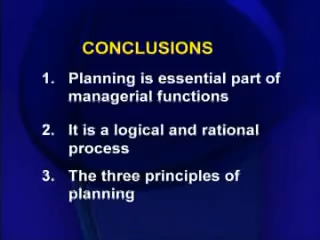 CONCLUSIONS
1. Planning is essential part of
managerial functions
2. It is a logical and rational
process
3. The three principles of
planning